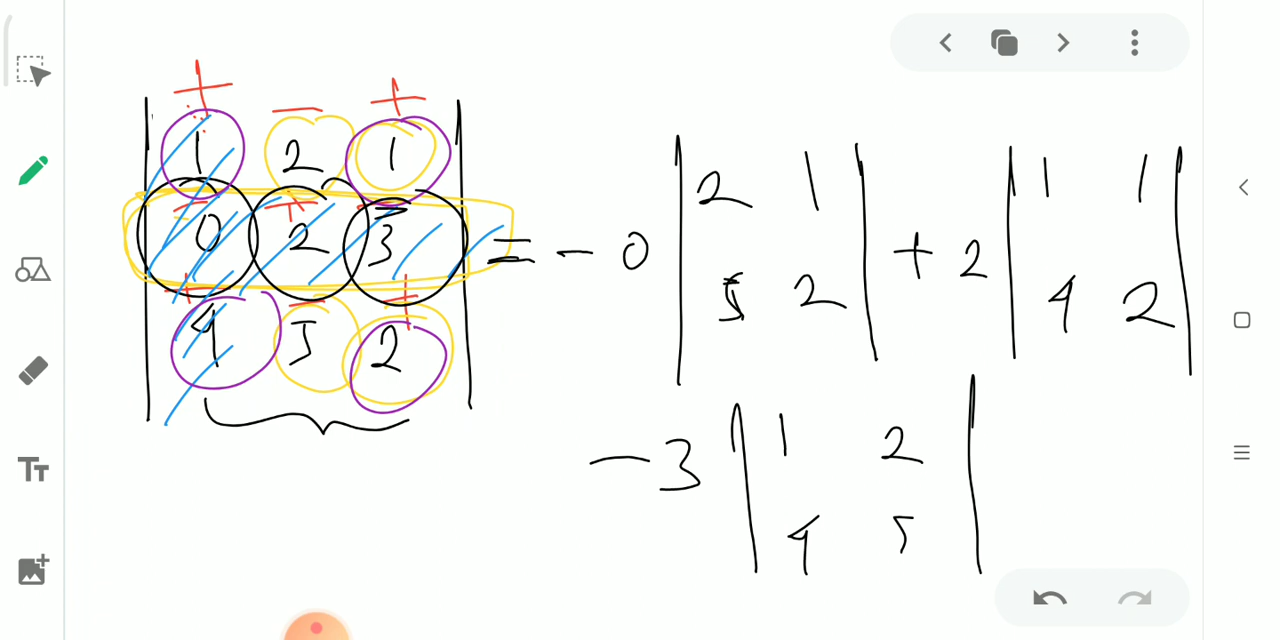 + - +
| 1 2 1 |
- + -
| 0 2 3 | = - 0 | 2 1 | + 2 | 1 1 |
+ - +
| 4 5 2 | | 5 2 | | 4 2 |
- 3 | 1 2 |
| 4 5 |
Tт